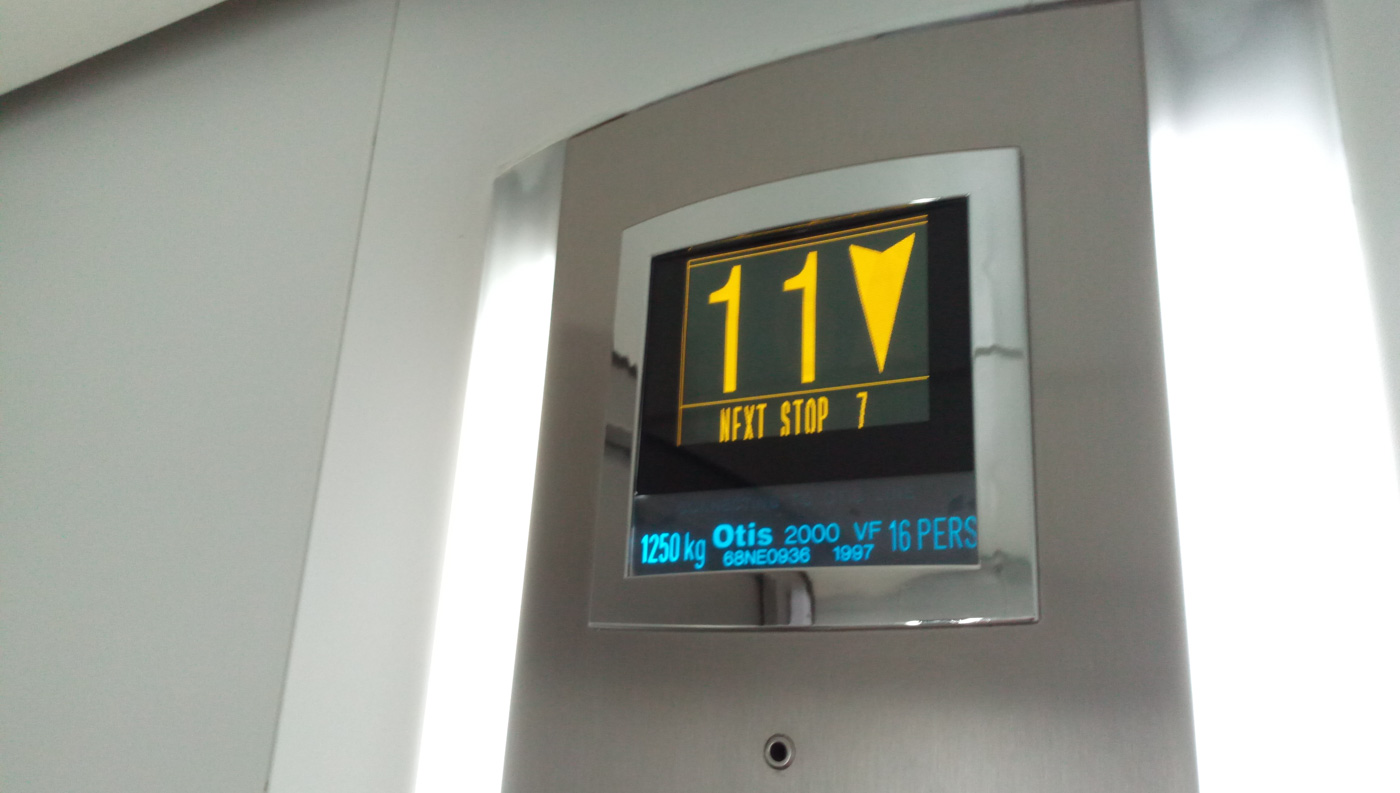 11
NEXT STOP 7
1250 kg Otis 2000 VF 16 PERS
68NE0936 1997